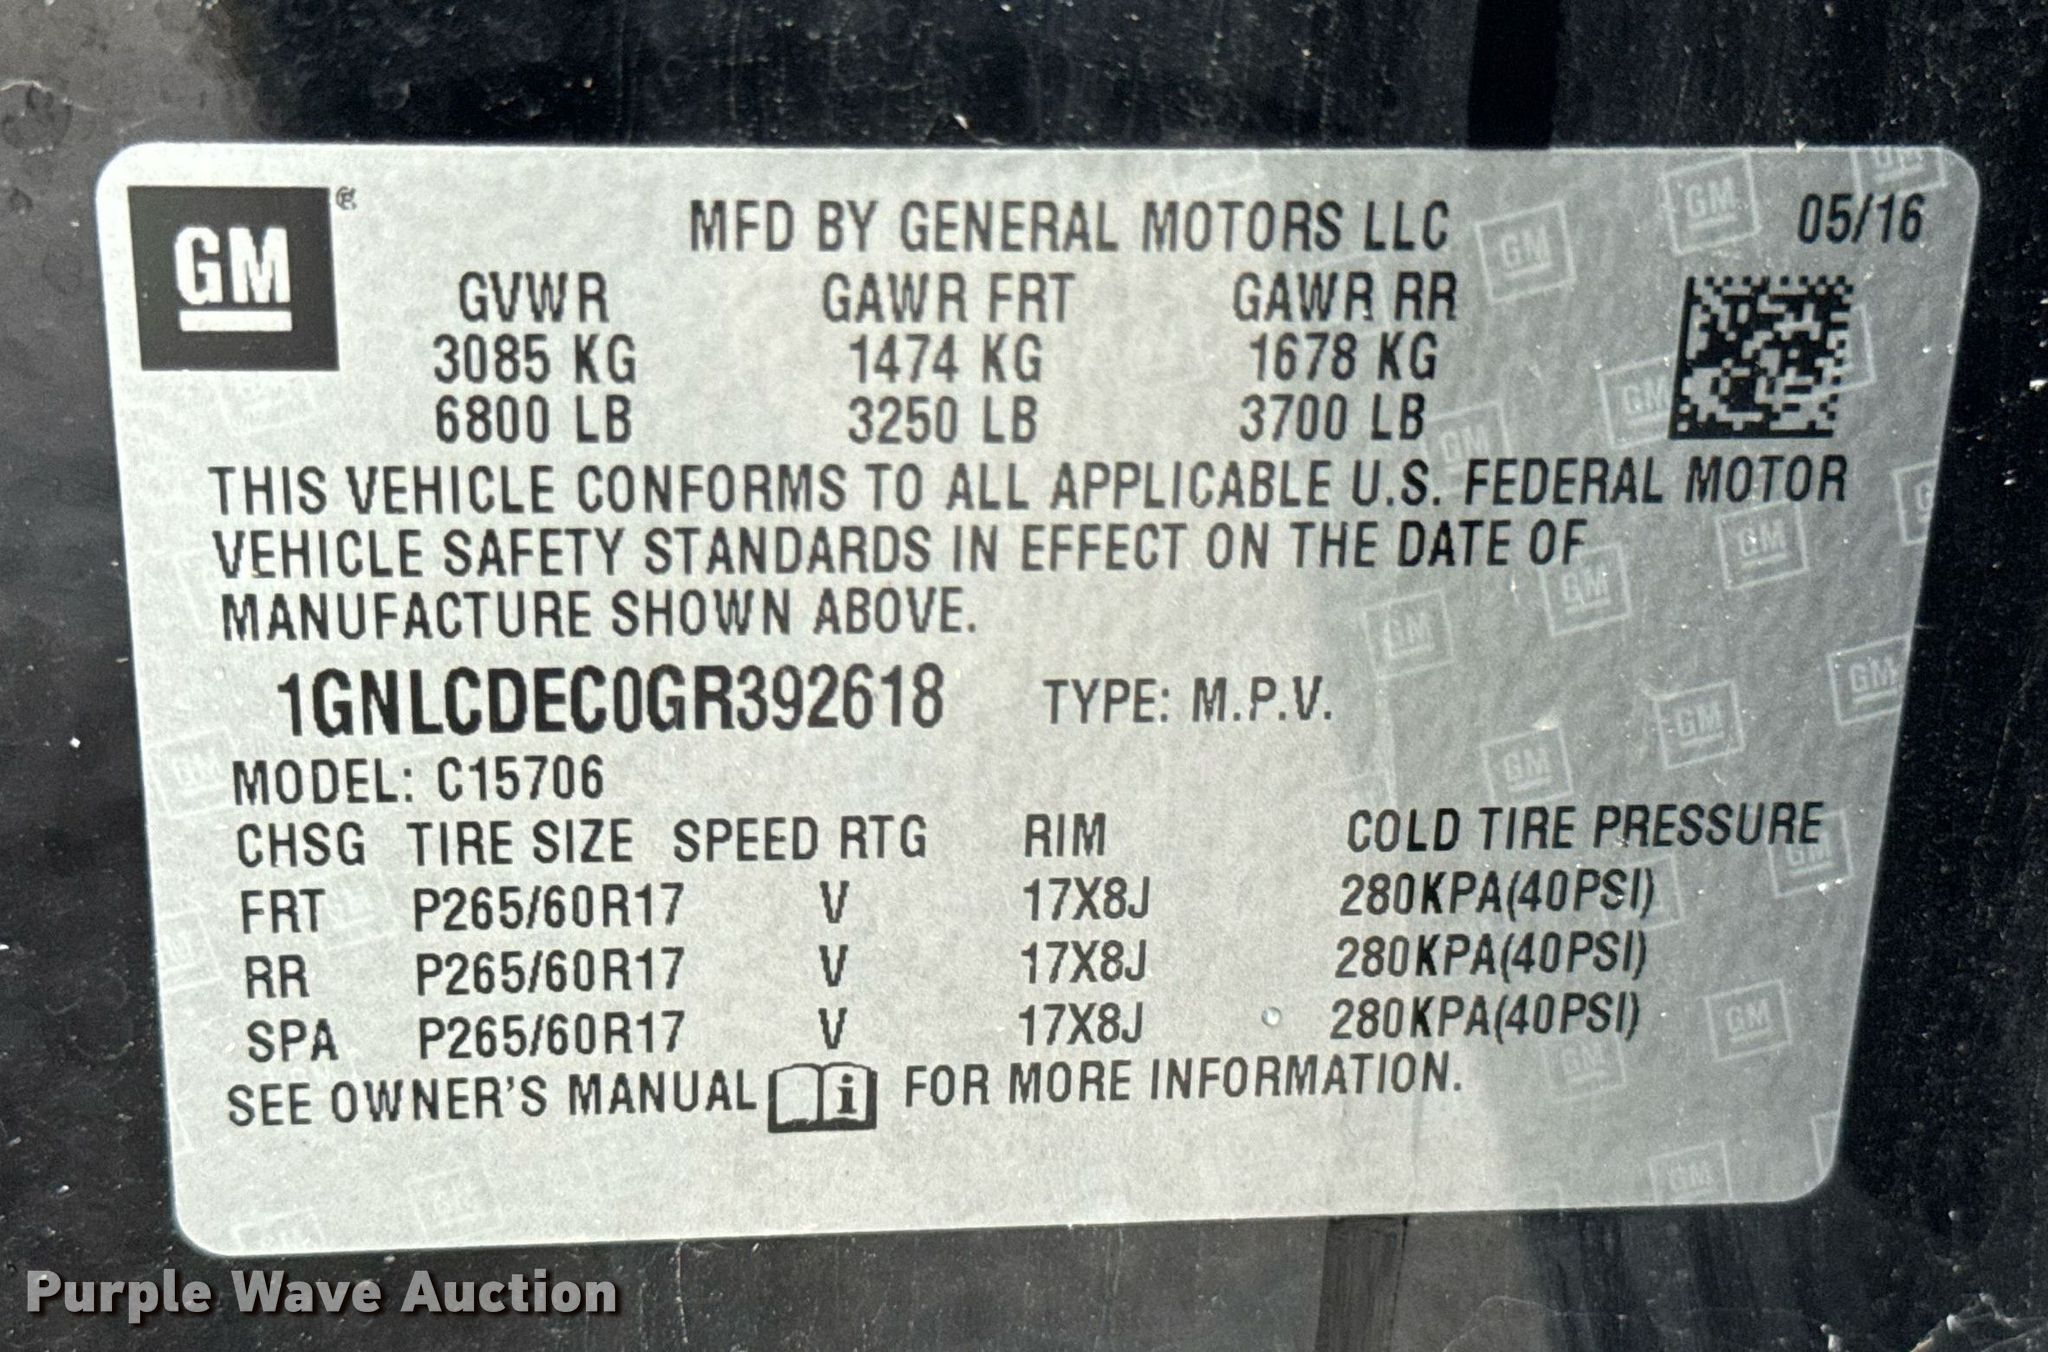 GM
MFD BY GENERAL MOTORS LLC 05/16
GVWR GAWR FRT GAWR RR
3085 KG 1474 KG 1678 KG
6800 LB 3250 LB 3700 LB
THIS VEHICLE CONFORMS TO ALL APPLICABLE U.S. FEDERAL MOTOR
VEHICLE SAFETY STANDARDS IN EFFECT ON THE DATE OF
MANUFACTURE SHOWN ABOVE.
1GNLCDEC0GR392618 TYPE: M.P.V.
MODEL: C15706
CHSG TIRE SIZE SPEED RTG RIM COLD TIRE PRESSURE
FRT P265/60R17 V 17X8J 280KPA(40PSI)
RR P265/60R17 V 17X8J 280KPA(40PSI)
SPA P265/60R17 V 17X8J 280KPA(40PSI)
SEE OWNER'S MANUAL i FOR MORE INFORMATION.
Purple Wave Auction